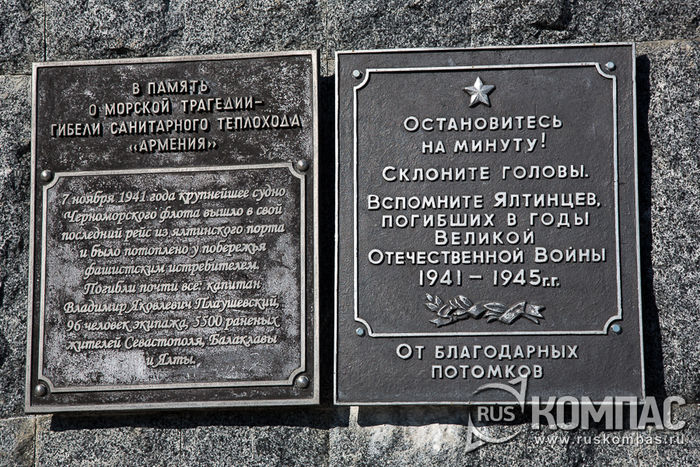 В ПАМЯТЬ
О МОРСКОЙ ТРАГЕДИИ–
ГИБЕЛИ САНИТАРНОГО ТЕПЛОХОДА
«АРМЕНИЯ»
7 ноября 1941 года крупнейшее судно
Черноморского флота вышло в свой
последний рейс из ялтинского порта
и было потоплено у побережья
фашистским истребителем.
Погибли почти все: капитан
Владимир Яковлевич Плаушевский,
96 человек экипажа, 5500 раненых
жителей Севастополя, Балаклавы
и Ялты.
ОСТАНОВИТЕСЬ
НА МИНУТУ!
СКЛОНИТЕ ГОЛОВЫ.
ВСПОМНИТЕ ЯЛТИНЦЕВ,
ПОГИБШИХ В ГОДЫ
ВЕЛИКОЙ
ОТЕЧЕСТВЕННОЙ ВОЙНЫ
1941 – 1945 г.г.
ОТ БЛАГОДАРНЫХ
ПОТОМКОВ
RUS КОМПАС
www.ruskompas.ru